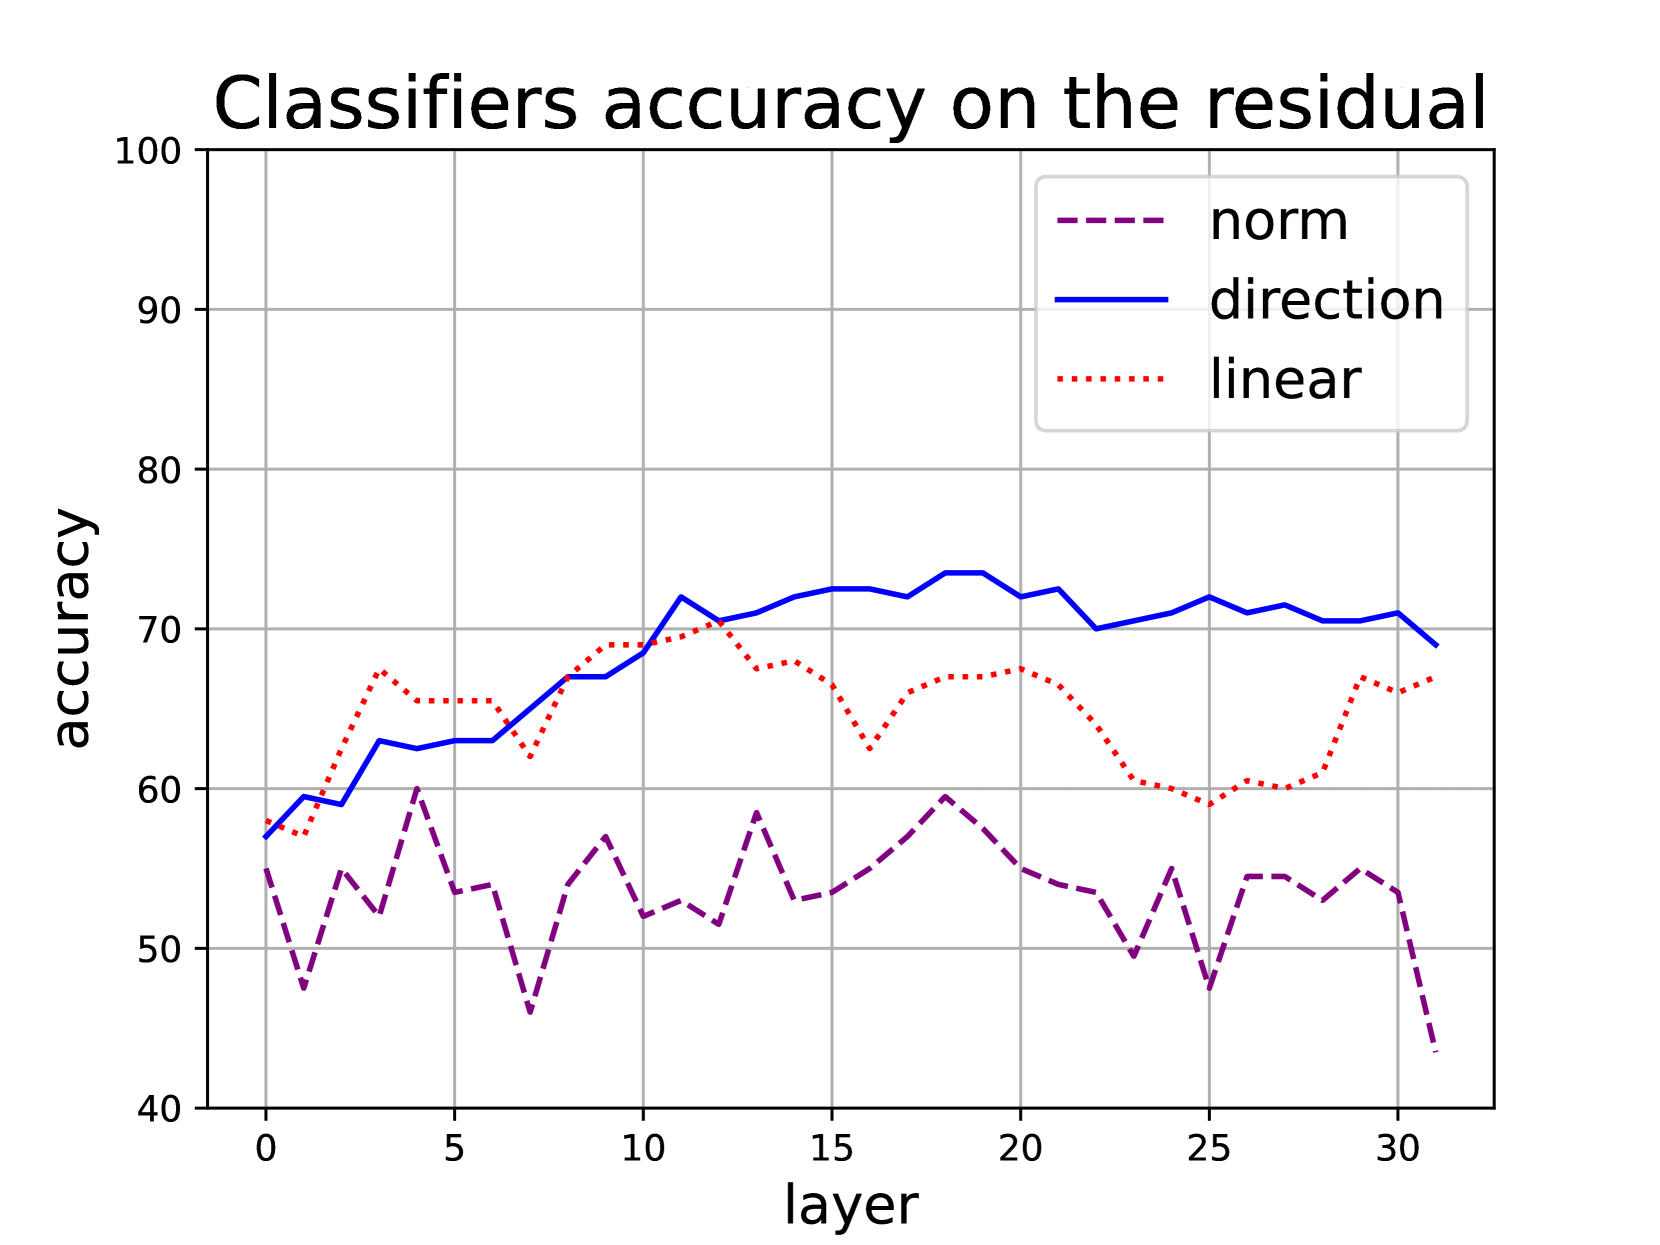 Classifiers accuracy on the residual
100
90
80
70
60
50
40
accuracy
norm
direction
linear
0 5 10 15 20 25 30
layer